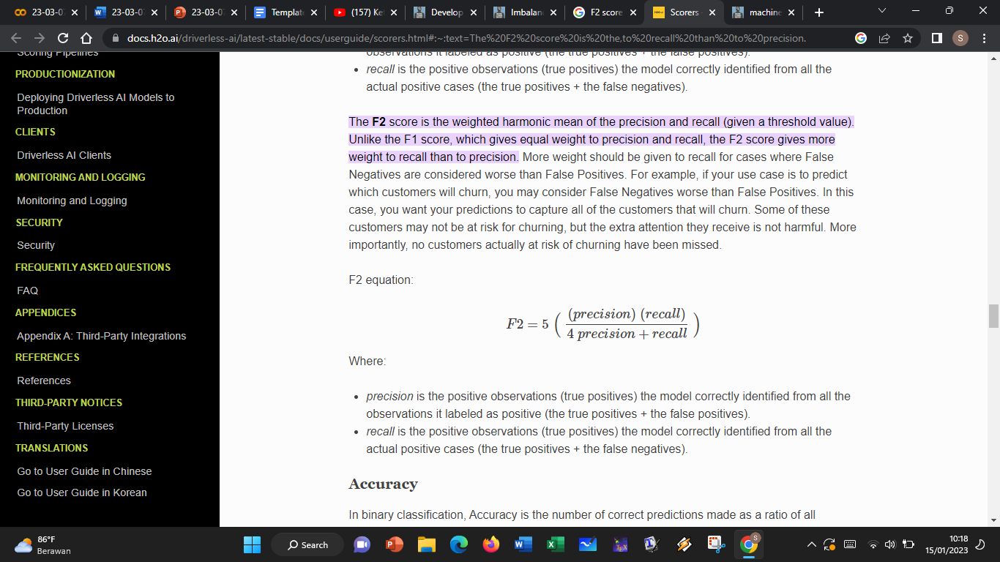 23-03-0
23-03-0
23-03-0
Templat
(157) Ke
Develop
Imbalan
F2 score
Scorers
machine
docs.h2o.ai/driverless-ai/latest-stable/docs/userguide/scorers.html#:~:text=The%20F2%20score%20is%20the,to%20recall%20than%20to%20precision.
S
Scoring Pipelines
PRODUCTIONIZATION
Deploying Driverless AI Models to
Production
CLIENTS
Driverless AI Clients
MONITORING AND LOGGING
Monitoring and Logging
SECURITY
Security
FREQUENTLY ASKED QUESTIONS
FAQ
APPENDICES
Appendix A: Third-Party Integrations
REFERENCES
References
THIRD-PARTY NOTICES
Third-Party Licenses
TRANSLATIONS
Go to User Guide in Chinese
Go to User Guide in Korean
observations it labeled as positive (the true positives + the false positives).
• recall is the positive observations (true positives) the model correctly identified from all the
actual positive cases (the true positives + the false negatives).
The F2 score is the weighted harmonic mean of the precision and recall (given a threshold value).
Unlike the F1 score, which gives equal weight to precision and recall, the F2 score gives more
weight to recall than to precision. More weight should be given to recall for cases where False
Negatives are considered worse than False Positives. For example, if your use case is to predict
which customers will churn, you may consider False Negatives worse than False Positives. In this
case, you want your predictions to capture all of the customers that will churn. Some of these
customers may not be at risk for churning, but the extra attention they receive is not harmful. More
importantly, no customers actually at risk of churning have been missed.
F2 equation:
F2 = 5 ( (precision) (recall) / 4 precision + recall )
Where:
• precision is the positive observations (true positives) the model correctly identified from all the
observations it labeled as positive (the true positives + the false positives).
• recall is the positive observations (true positives) the model correctly identified from all the
actual positive cases (the true positives + the false negatives).
Accuracy
In binary classification, Accuracy is the number of correct predictions made as a ratio of all
86°F
Berawan
Search
10:18
15/01/2023